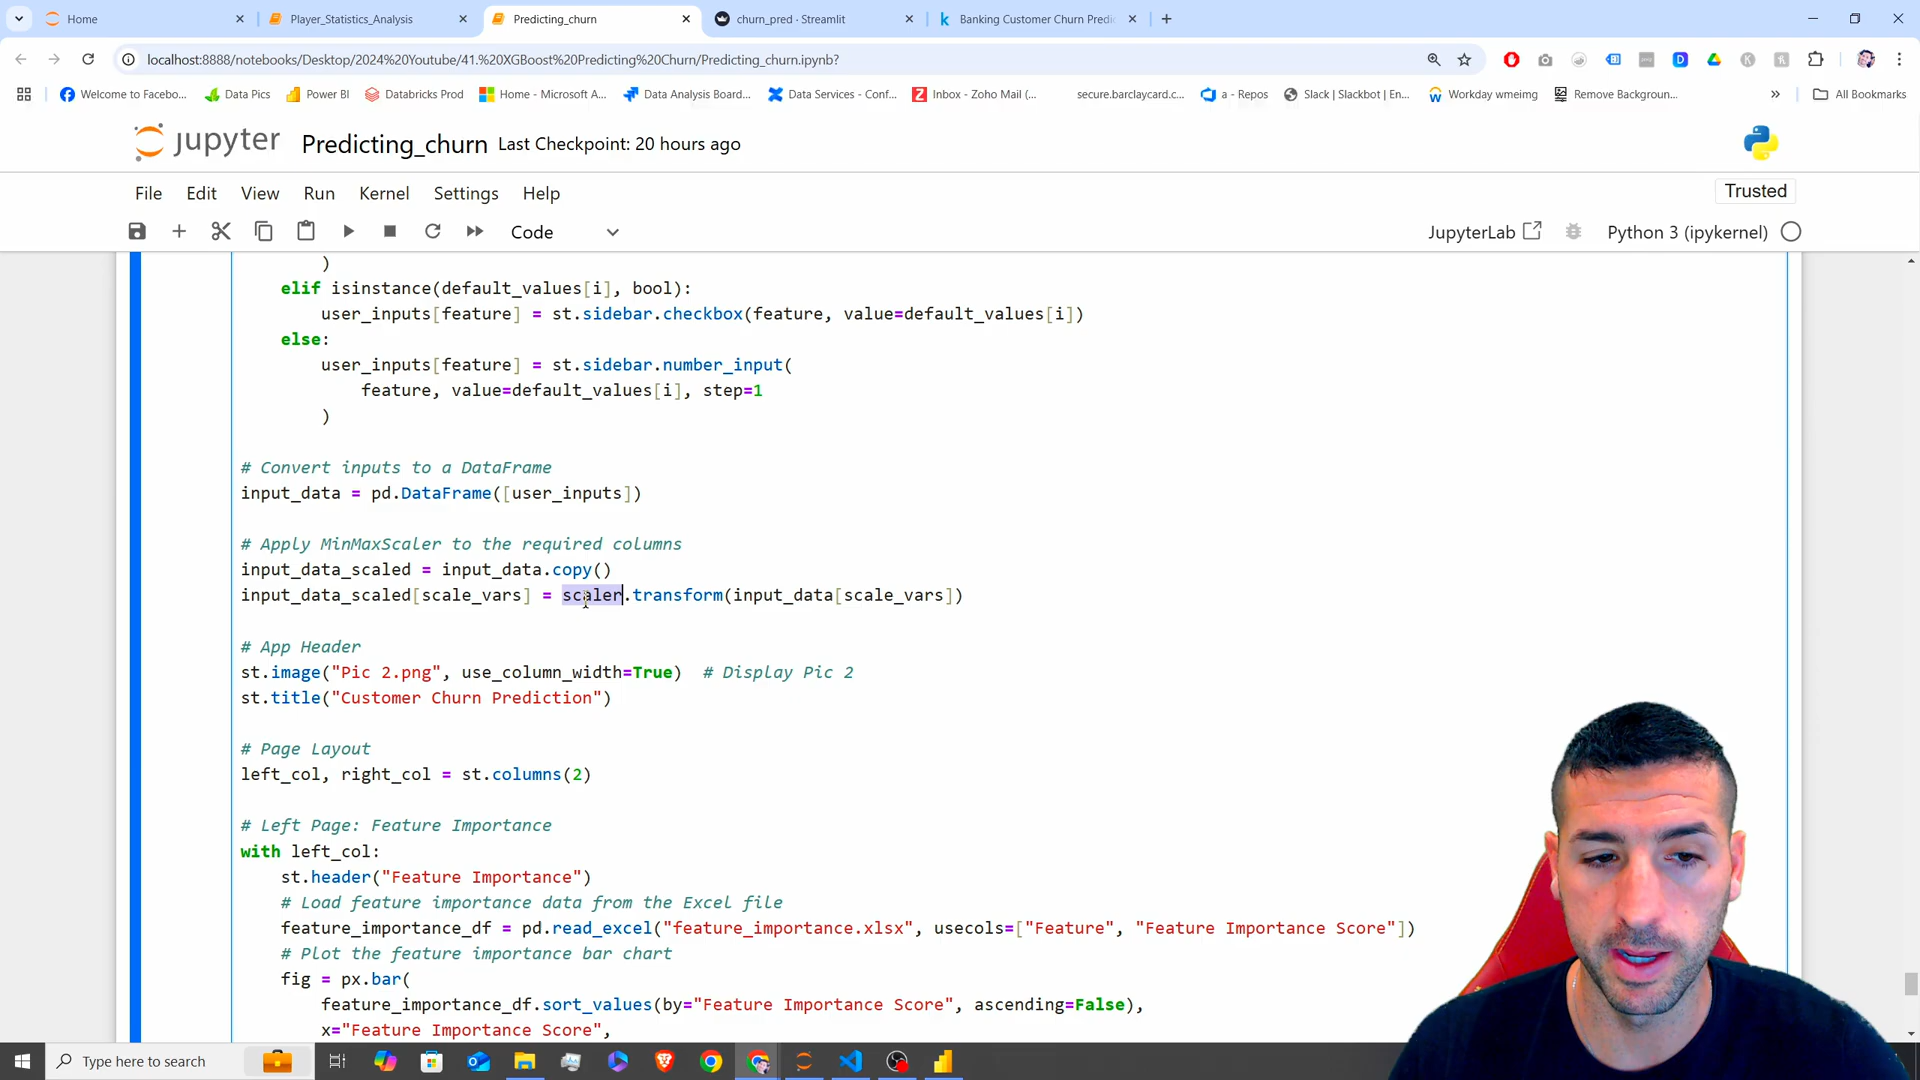 Home
Player_Statistics_Analysis
Predicting_churn
churn_pred · Streamlit
Banking Customer Churn Predic
localhost:8888/notebooks/Desktop/2024%20Youtube/41.%20XGBoost%20Predicting%20Churn/Predicting_churn.ipynb?
Welcome to Facebo...
Data Pics
Power BI
Databricks Prod
Home - Microsoft A...
Data Analysis Board...
Data Services - Conf...
Inbox - Zoho Mail (...
secure.barclaycard.c...
a - Repos
Slack | Slackbot | En...
Workday wmeimg
Remove Backgroun...
All Bookmarks
jupyter
Predicting_churn
Last Checkpoint: 20 hours ago
File
Edit
View
Run
Kernel
Settings
Help
Trusted
Code
JupyterLab
Python 3 (ipykernel)
)
elif isinstance(default_values[i], bool):
user_inputs[feature] = st.sidebar.checkbox(feature, value=default_values[i])
else:
user_inputs[feature] = st.sidebar.number_input(
feature, value=default_values[i], step=1
)
# Convert inputs to a DataFrame
input_data = pd.DataFrame([user_inputs])
# Apply MinMaxScaler to the required columns
input_data_scaled = input_data.copy()
input_data_scaled[scale_vars] = scaler.transform(input_data[scale_vars])
# App Header
st.image("Pic 2.png", use_column_width=True)  # Display Pic 2
st.title("Customer Churn Prediction")
# Page Layout
left_col, right_col = st.columns(2)
# Left Page: Feature Importance
with left_col:
st.header("Feature Importance")
# Load feature importance data from the Excel file
feature_importance_df = pd.read_excel("feature_importance.xlsx", usecols=["Feature", "Feature Importance Score"])
# Plot the feature importance bar chart
fig = px.bar(
feature_importance_df.sort_values(by="Feature Importance Score", ascending=False),
x="Feature Importance Score",
Type here to search